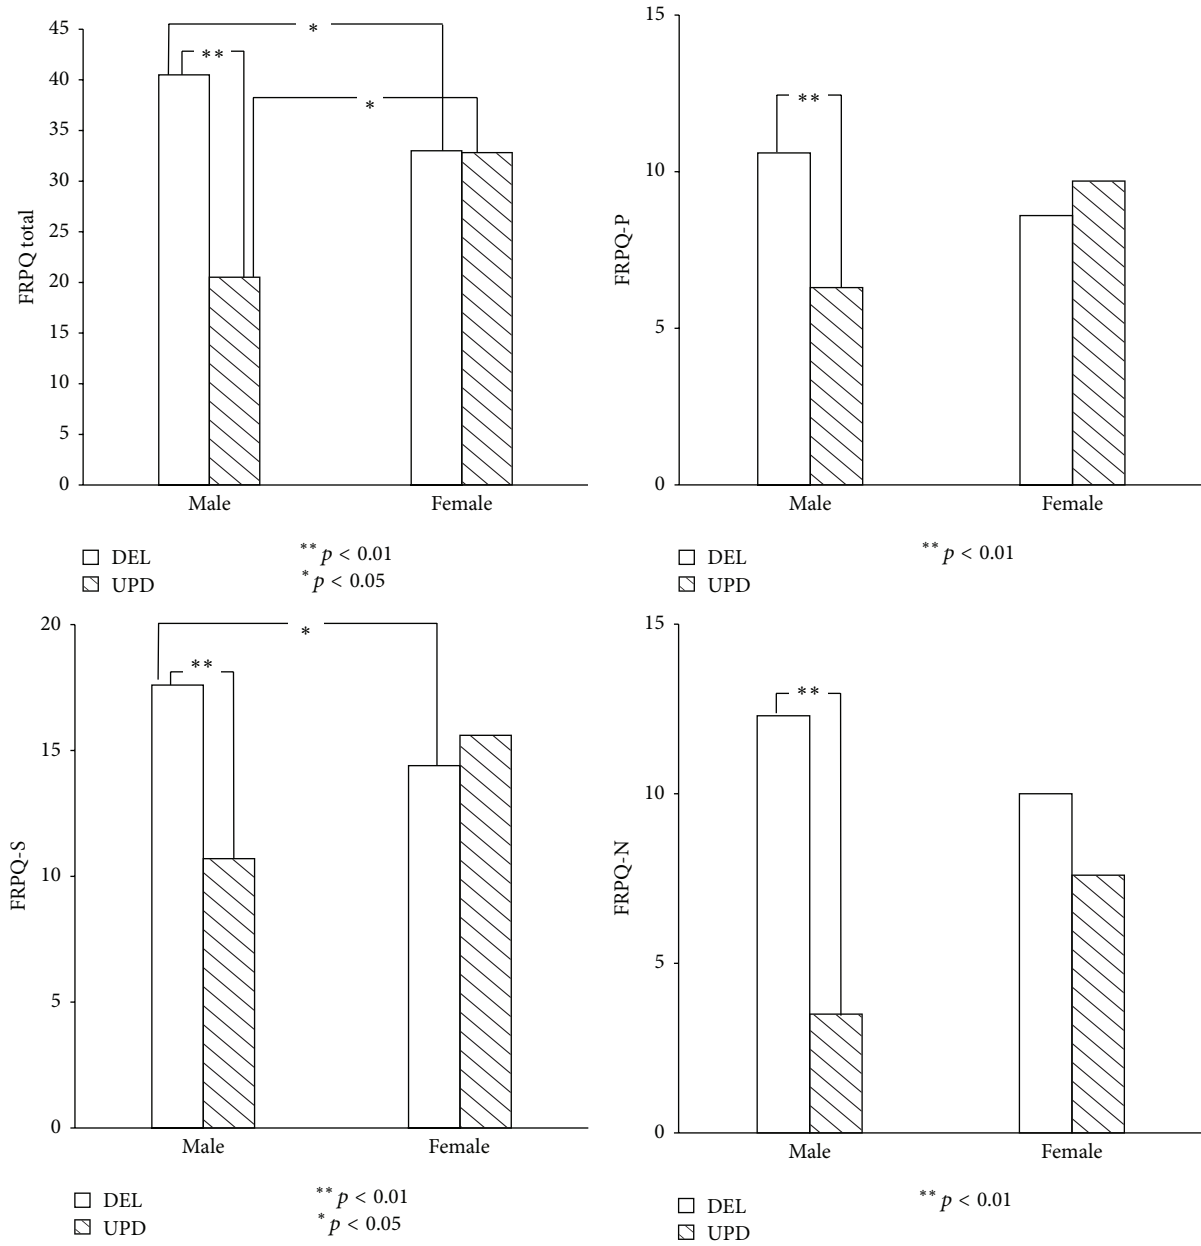 FRPQ total
45
40
35
30
25
20
15
10
5
0
*
**
*
Male Female
DEL
UPD
** p < 0.01
* p < 0.05
FRPQ-P
15
10
5
0
**
Male Female
DEL
UPD
** p < 0.01
FRPQ-S
20
15
10
5
0
*
**
Male Female
DEL
UPD
** p < 0.01
* p < 0.05
FRPQ-N
15
10
5
0
**
Male Female
DEL
UPD
** p < 0.01